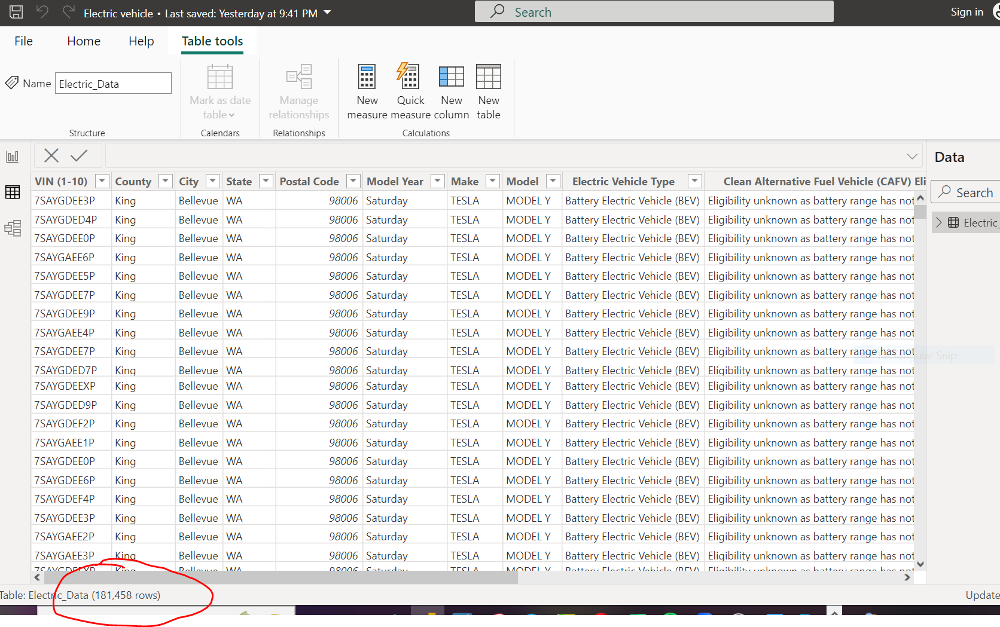 Electric vehicle • Last saved: Yesterday at 9:41 PM
Search
Sign in
File Home Help Table tools
Name Electric_Data
Mark as date table
Manage relationships
New measure
Quick measure
New column
New table
Structure
Calendars
Relationships
Calculations
Data
Search
Electric_
VIN (1-10) County City State Postal Code Model Year Make Model Electric Vehicle Type Clean Alternative Fuel Vehicle (CAFV) Eli
7SAYGDEE3P King Bellevue WA 98006 Saturday TESLA MODEL Y Battery Electric Vehicle (BEV) Eligibility unknown as battery range has not
7SAYGDED4P King Bellevue WA 98006 Saturday TESLA MODEL Y Battery Electric Vehicle (BEV) Eligibility unknown as battery range has not
7SAYGDEE0P King Bellevue WA 98006 Saturday TESLA MODEL Y Battery Electric Vehicle (BEV) Eligibility unknown as battery range has not
7SAYGAEE6P King Bellevue WA 98006 Saturday TESLA MODEL Y Battery Electric Vehicle (BEV) Eligibility unknown as battery range has not
7SAYGDEE5P King Bellevue WA 98006 Saturday TESLA MODEL Y Battery Electric Vehicle (BEV) Eligibility unknown as battery range has not
7SAYGDEE7P King Bellevue WA 98006 Saturday TESLA MODEL Y Battery Electric Vehicle (BEV) Eligibility unknown as battery range has not
7SAYGDEE9P King Bellevue WA 98006 Saturday TESLA MODEL Y Battery Electric Vehicle (BEV) Eligibility unknown as battery range has not
7SAYGAEE4P King Bellevue WA 98006 Saturday TESLA MODEL Y Battery Electric Vehicle (BEV) Eligibility unknown as battery range has not
7SAYGDEE7P King Bellevue WA 98006 Saturday TESLA MODEL Y Battery Electric Vehicle (BEV) Eligibility unknown as battery range has not
Rectangular Snip
7SAYGDED7P King Bellevue WA 98006 Saturday TESLA MODEL Y Battery Electric Vehicle (BEV) Eligibility unknown as battery range has not
7SAYGDEEXP King Bellevue WA 98006 Saturday TESLA MODEL Y Battery Electric Vehicle (BEV) Eligibility unknown as battery range has not
7SAYGDED9P King Bellevue WA 98006 Saturday TESLA MODEL Y Battery Electric Vehicle (BEV) Eligibility unknown as battery range has not
7SAYGDEF2P King Bellevue WA 98006 Saturday TESLA MODEL Y Battery Electric Vehicle (BEV) Eligibility unknown as battery range has not
7SAYGAEE1P King Bellevue WA 98006 Saturday TESLA MODEL Y Battery Electric Vehicle (BEV) Eligibility unknown as battery range has not
7SAYGDEE0P King Bellevue WA 98006 Saturday TESLA MODEL Y Battery Electric Vehicle (BEV) Eligibility unknown as battery range has not
7SAYGDEE6P King Bellevue WA 98006 Saturday TESLA MODEL Y Battery Electric Vehicle (BEV) Eligibility unknown as battery range has not
7SAYGDEF4P King Bellevue WA 98006 Saturday TESLA MODEL Y Battery Electric Vehicle (BEV) Eligibility unknown as battery range has not
7SAYGDEE3P King Bellevue WA 98006 Saturday TESLA MODEL Y Battery Electric Vehicle (BEV) Eligibility unknown as battery range has not
7SAYGAEE2P King Bellevue WA 98006 Saturday TESLA MODEL Y Battery Electric Vehicle (BEV) Eligibility unknown as battery range has not
7SAYGAEE3P King Bellevue WA 98006 Saturday TESLA MODEL Y Battery Electric Vehicle (BEV) Eligibility unknown as battery range has not
King Bellevue WA 98006 Saturday TESLA MODEL Y Battery Electric Vehicle (BEV) Eligibility unknown as battery range has not
Table: Electric_Data (181,458 rows)
Update